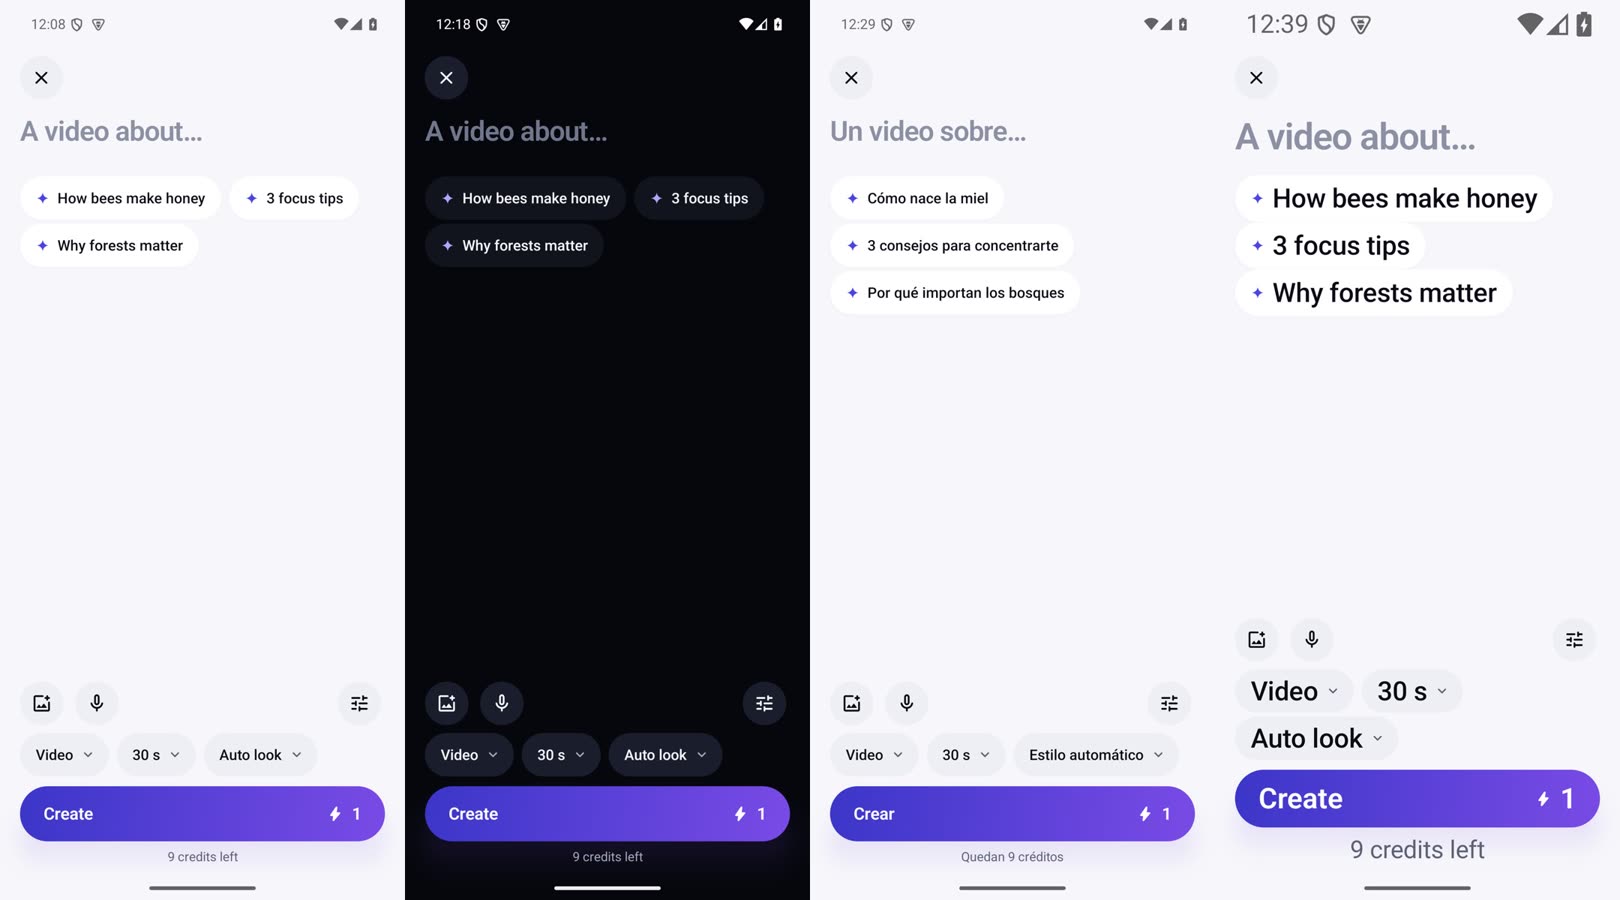 12:08
A video about...
How bees make honey
3 focus tips
Why forests matter
Video
30 s
Auto look
Create
1
9 credits left
12:18
A video about...
How bees make honey
3 focus tips
Why forests matter
Video
30 s
Auto look
Create
1
9 credits left
12:29
Un video sobre...
Cómo nace la miel
3 consejos para concentrarte
Por qué importan los bosques
Video
30 s
Estilo automático
Crear
1
Quedan 9 créditos
12:39
A video about...
How bees make honey
3 focus tips
Why forests matter
Video
30 s
Auto look
Create
1
9 credits left